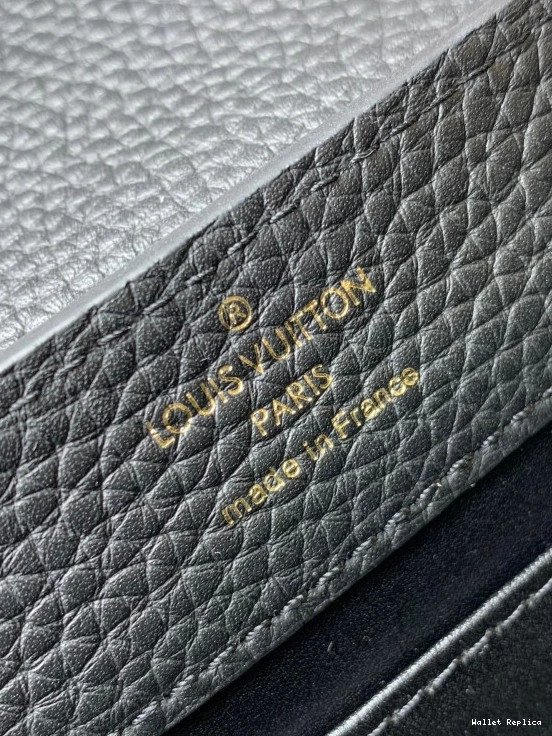 ®
LOUIS VUITTON
PARIS
made in France
Wallet Replica